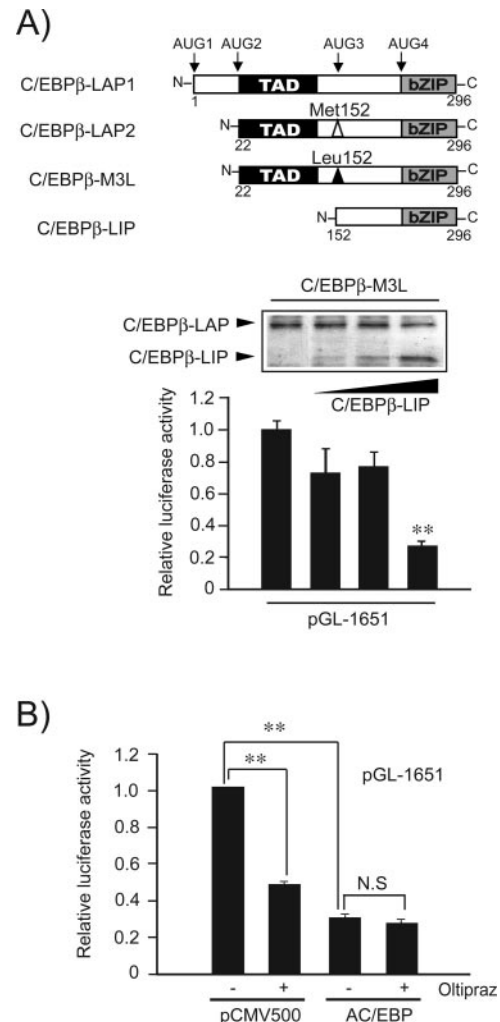 A)
AUG1 AUG2 AUG3 AUG4
C/EBPβ-LAP1 N- TAD bZIP -C
1 296
Met152
C/EBPβ-LAP2 N- TAD bZIP -C
22 296
Leu152
C/EBPβ-M3L N- TAD bZIP -C
22 296
C/EBPβ-LIP N- bZIP -C
152 296
C/EBPβ-M3L
C/EBPβ-LAP
C/EBPβ-LIP
C/EBPβ-LIP
Relative luciferase activity
1.2
1.0
0.8
0.6
0.4
0.2
0
**
pGL-1651
B)
Relative luciferase activity
1.2
1.0
0.8
0.6
0.4
0.2
0
**
**
pGL-1651
N.S
- + - + Oltipraz
pCMV500 AC/EBP